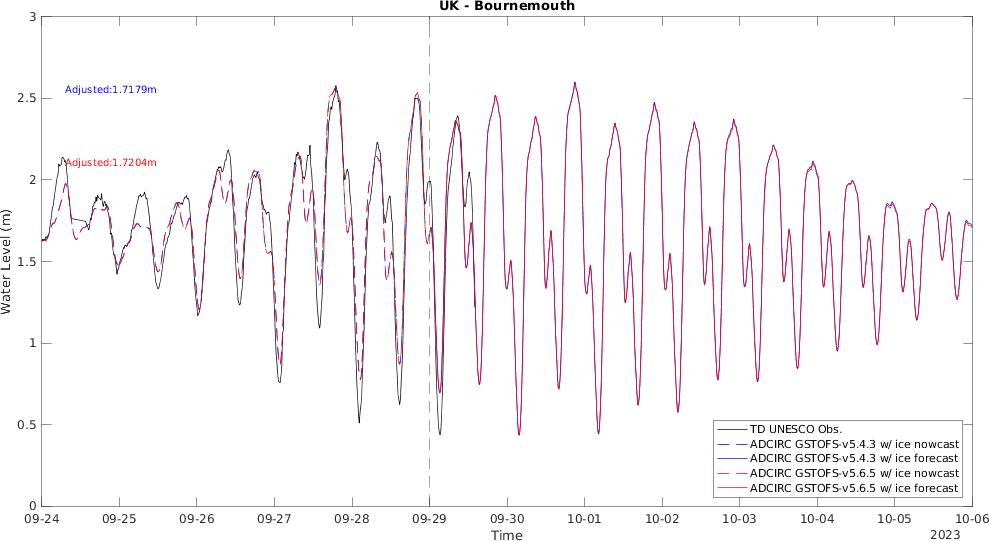 UK - Bournemouth
3
2.5
2
1.5
1
0.5
0
Water Level (m)
Adjusted:1.7179m
Adjusted:1.7204m
TD UNESCO Obs.
ADCIRC GSTOFS-v5.4.3 w/ ice nowcast
ADCIRC GSTOFS-v5.4.3 w/ ice forecast
ADCIRC GSTOFS-v5.6.5 w/ ice nowcast
ADCIRC GSTOFS-v5.6.5 w/ ice forecast
09-24 09-25 09-26 09-27 09-28 09-29 09-30 10-01 10-02 10-03 10-04 10-05 10-06
Time
2023